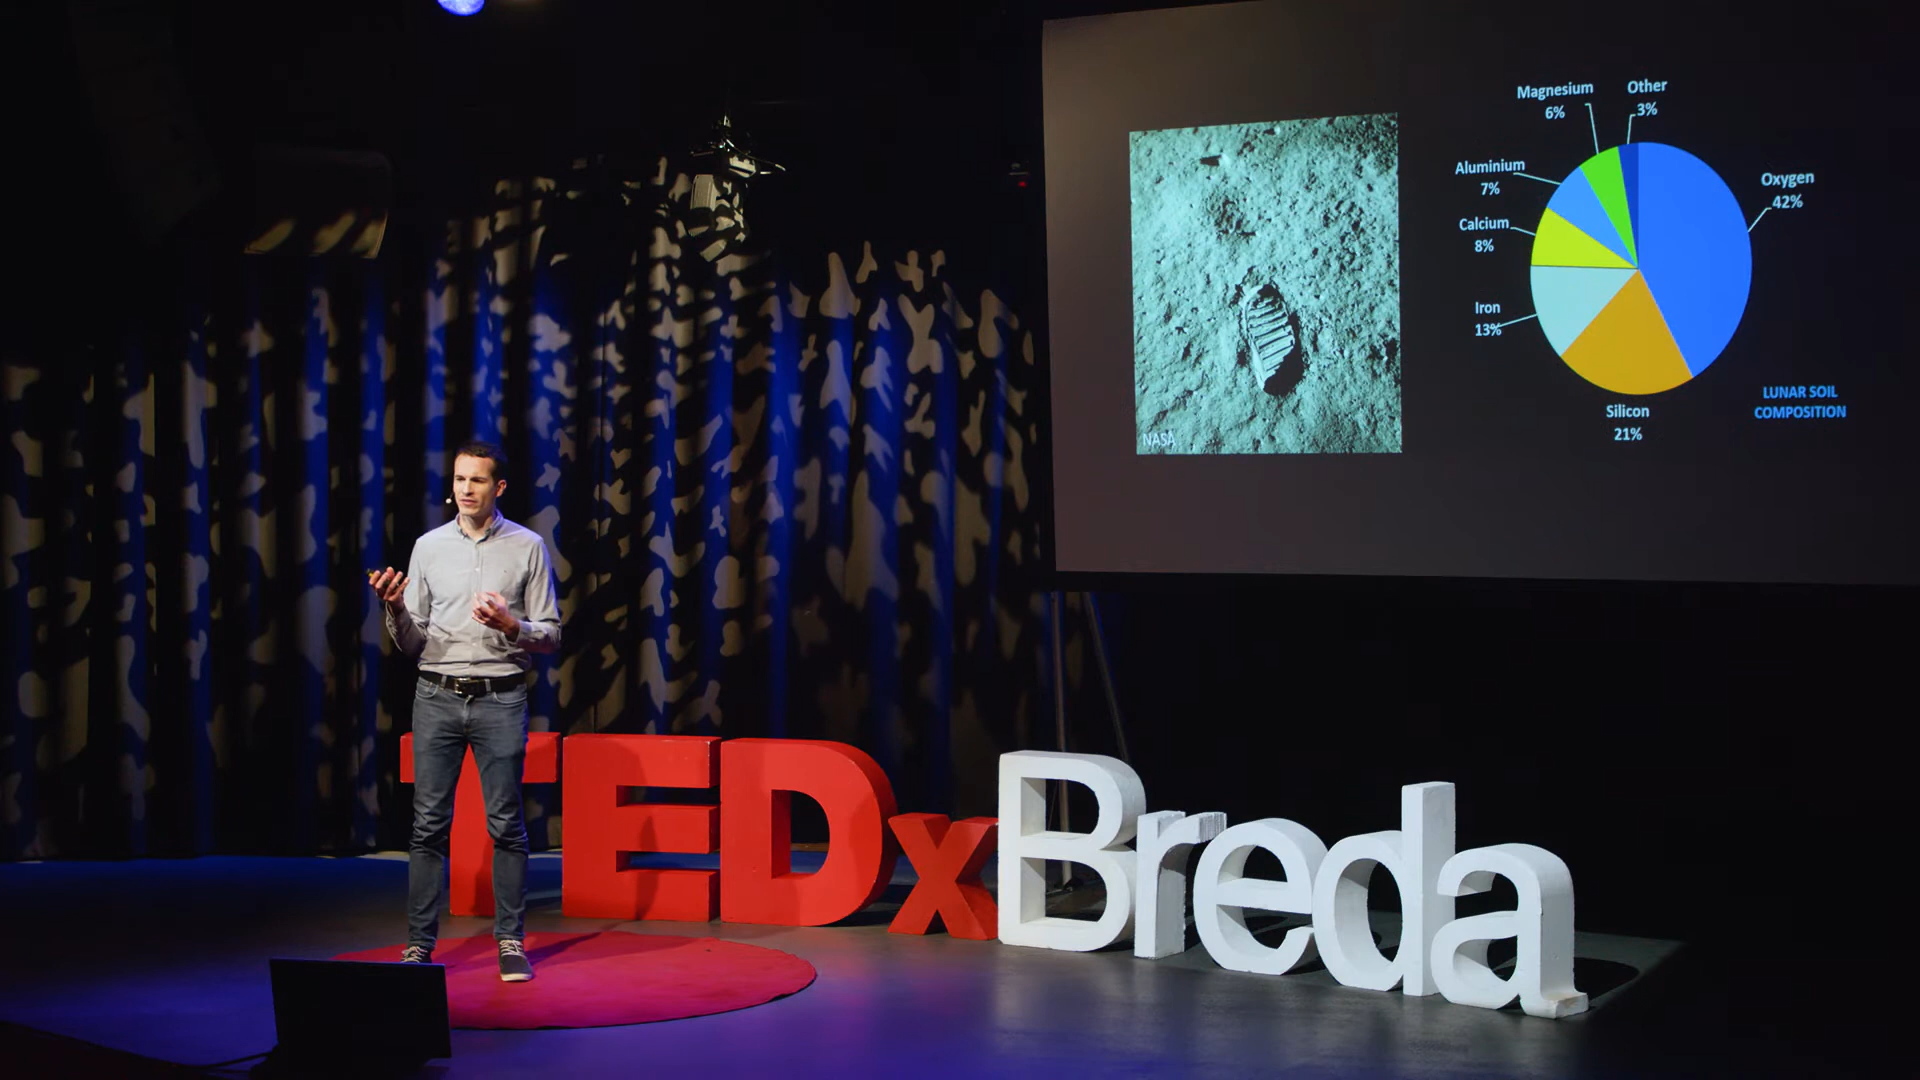 Magnesium
6%
Other
3%
Oxygen
42%
Aluminium
7%
Calcium
8%
Iron
13%
Silicon
21%
LUNAR SOIL
COMPOSITION
NASA
TEDxBreda